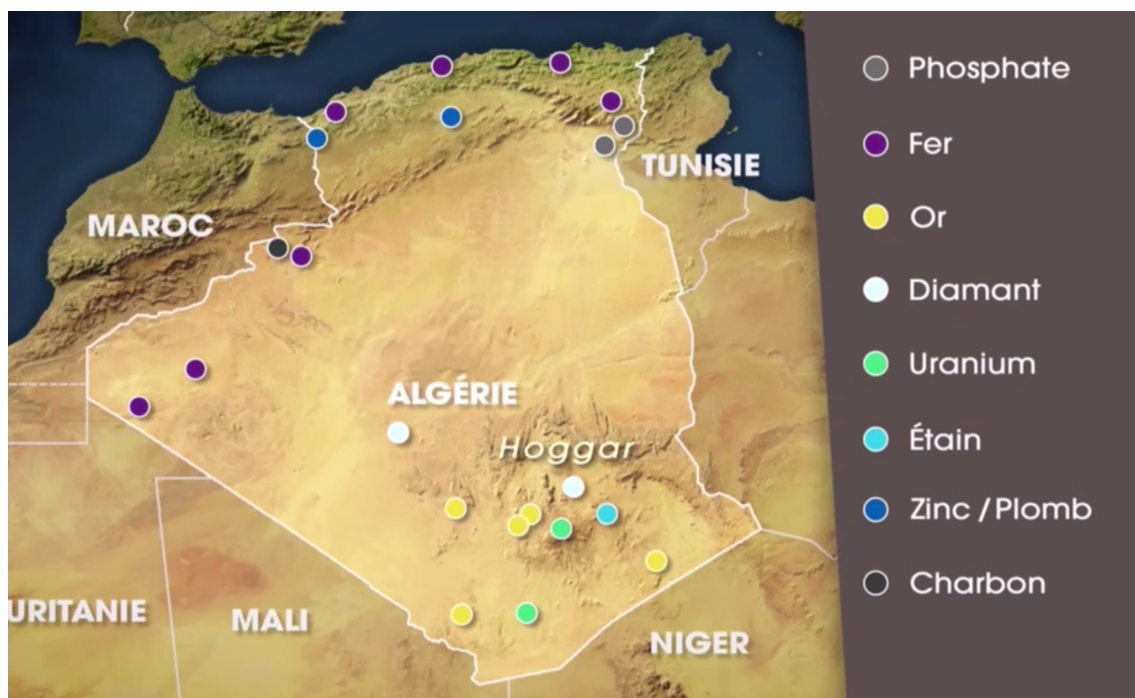 Phosphate
Fer
TUNISIE
Or
MAROC
Diamant
Uranium
ALGÉRIE
Hoggar
Étain
Zinc / Plomb
Charbon
URITANIE
MALI
NIGER